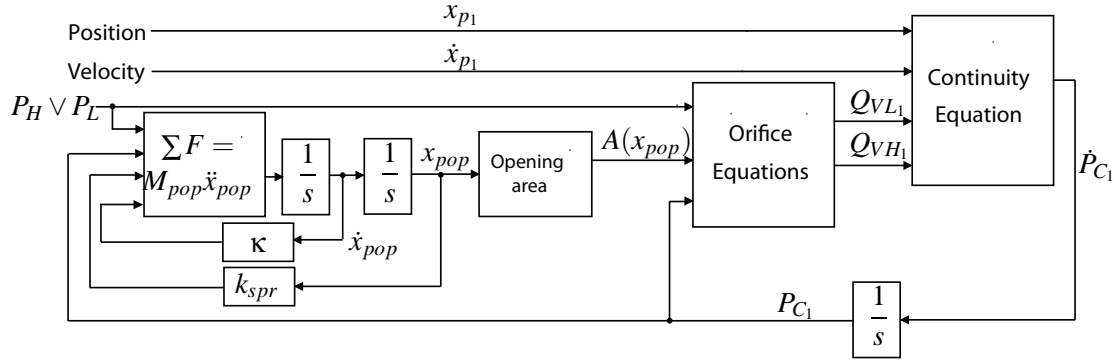 Position
x_{p_1}
Velocity
ẋ_{p_1}
P_H ∨ P_L
∑F =
M_{pop}ẍ_{pop}
1/s
1/s
x_{pop}
Opening
area
A(x_{pop})
Orifice
Equations
Q_{VL_1}
Q_{VH_1}
Continuity
Equation
Ṗ_{C_1}
κ
ẋ_{pop}
k_{spr}
P_{C_1}
1/s